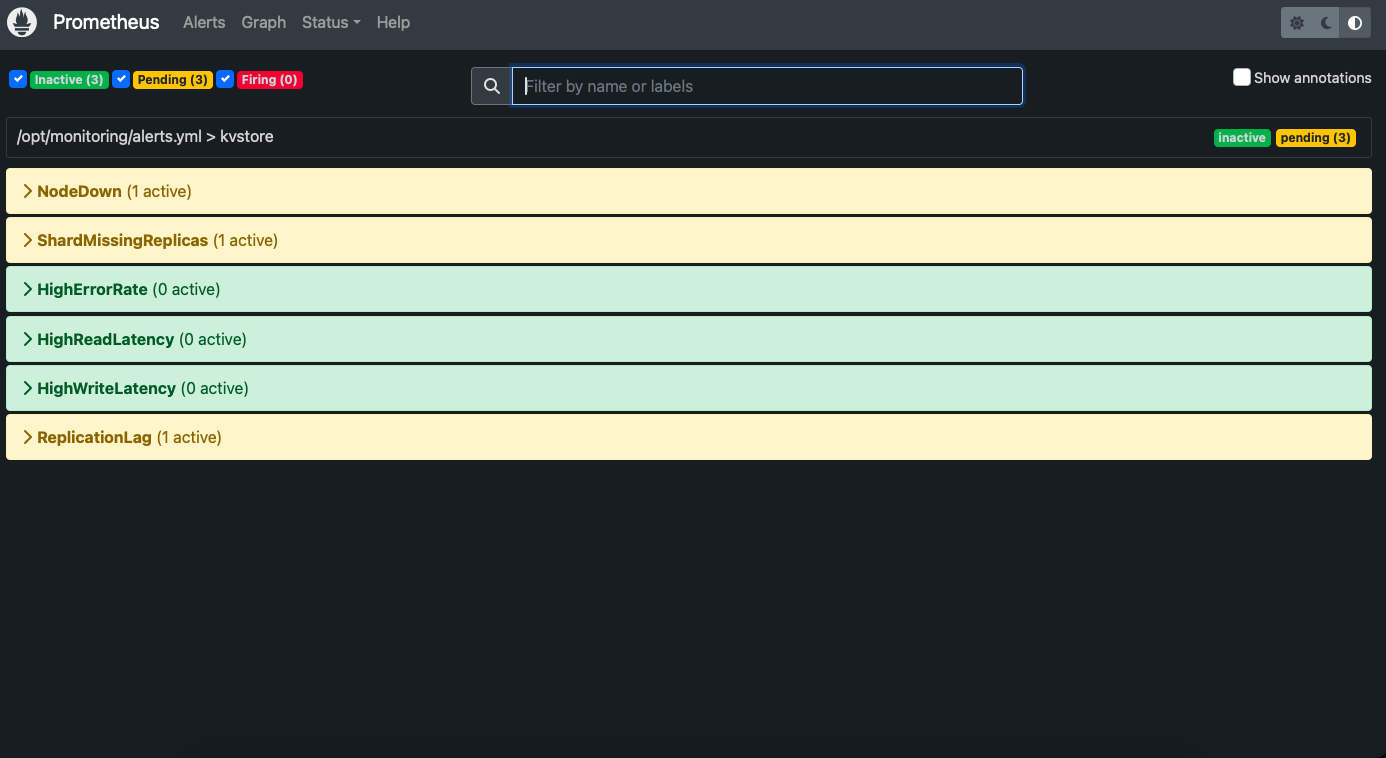 Prometheus Alerts Graph Status Help
Inactive (3) Pending (3) Firing (0) Filter by name or labels Show annotations
/opt/monitoring/alerts.yml > kvstore inactive pending (3)
NodeDown (1 active)
ShardMissingReplicas (1 active)
HighErrorRate (0 active)
HighReadLatency (0 active)
HighWriteLatency (0 active)
ReplicationLag (1 active)